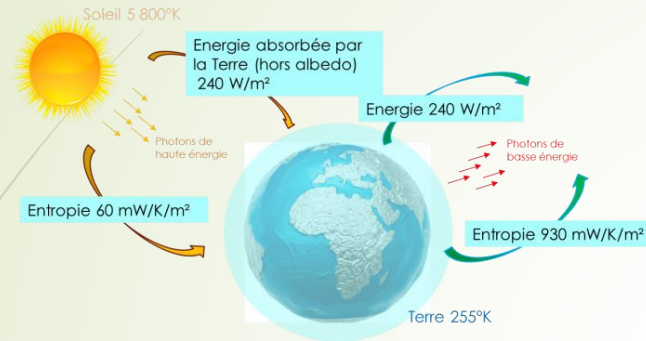 Soleil 5 800°K
Energie absorbée par
la Terre (hors albedo)
240 W/m²
Energie 240 W/m²
Photons de
haute énergie
Photons de
basse énergie
Entropie 60 mW/K/m²
Entropie 930 mW/K/m²
Terre 255°K